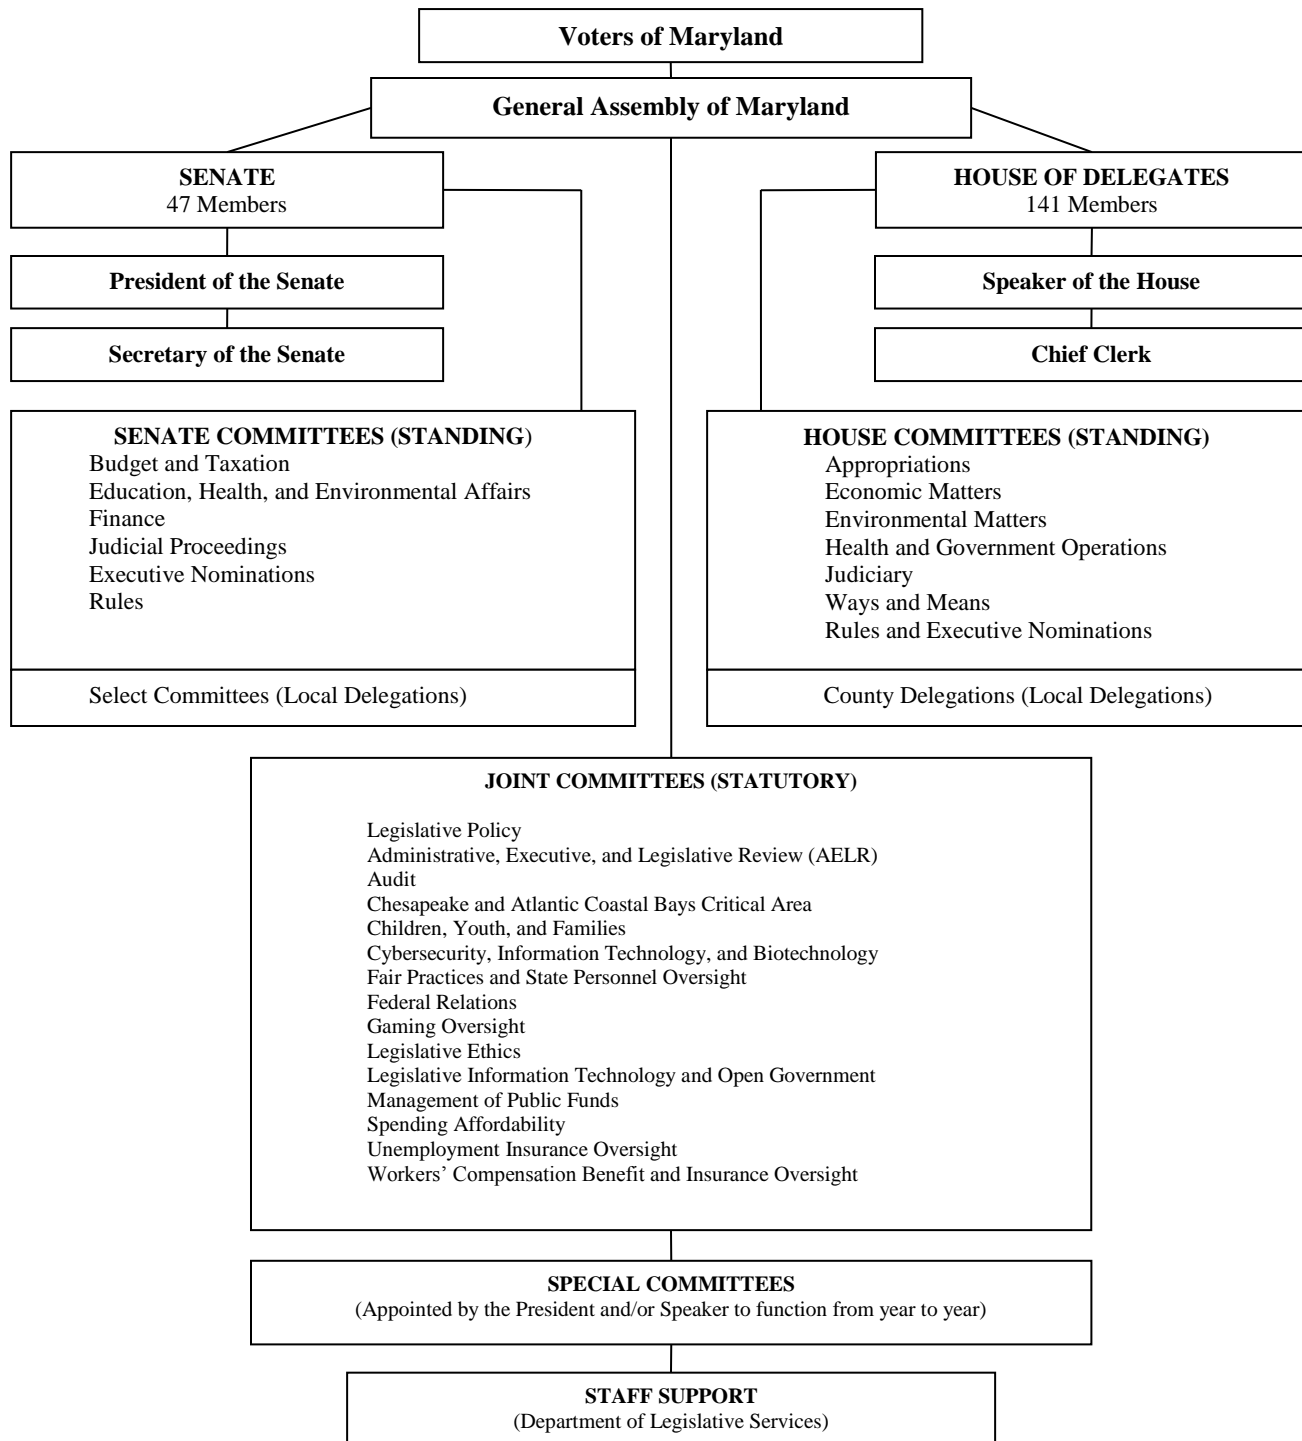 Voters of Maryland
General Assembly of Maryland
SENATE
47 Members
HOUSE OF DELEGATES
141 Members
President of the Senate
Speaker of the House
Secretary of the Senate
Chief Clerk
SENATE COMMITTEES (STANDING)
Budget and Taxation
Education, Health, and Environmental Affairs
Finance
Judicial Proceedings
Executive Nominations
Rules
Select Committees (Local Delegations)
HOUSE COMMITTEES (STANDING)
Appropriations
Economic Matters
Environmental Matters
Health and Government Operations
Judiciary
Ways and Means
Rules and Executive Nominations
County Delegations (Local Delegations)
JOINT COMMITTEES (STATUTORY)
Legislative Policy
Administrative, Executive, and Legislative Review (AELR)
Audit
Chesapeake and Atlantic Coastal Bays Critical Area
Children, Youth, and Families
Cybersecurity, Information Technology, and Biotechnology
Fair Practices and State Personnel Oversight
Federal Relations
Gaming Oversight
Legislative Ethics
Legislative Information Technology and Open Government
Management of Public Funds
Spending Affordability
Unemployment Insurance Oversight
Workers’ Compensation Benefit and Insurance Oversight
SPECIAL COMMITTEES
(Appointed by the President and/or Speaker to function from year to year)
STAFF SUPPORT
(Department of Legislative Services)